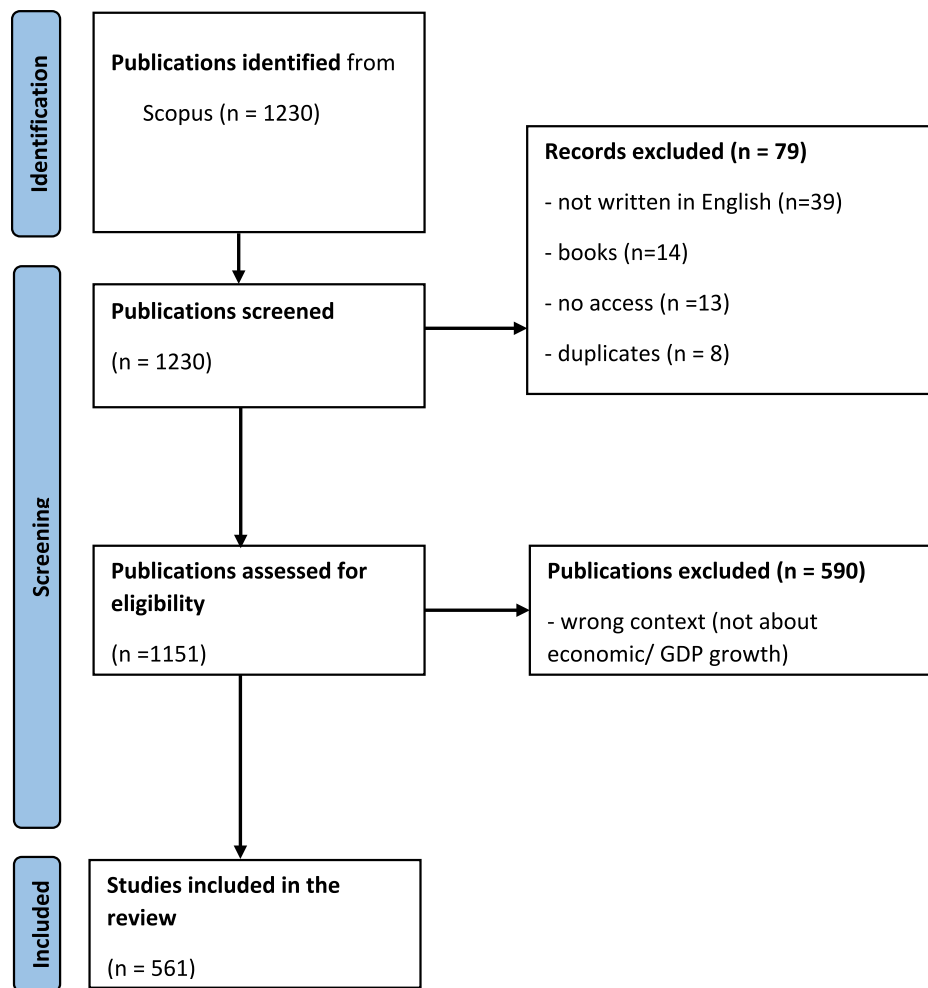 Identification
Publications identified from
Scopus (n = 1230)
Records excluded (n = 79)
- not written in English (n=39)
- books (n=14)
- no access (n =13)
- duplicates (n = 8)
Screening
Publications screened
(n = 1230)
Publications assessed for
eligibility
(n =1151)
Publications excluded (n = 590)
- wrong context (not about
economic/ GDP growth)
Included
Studies included in the
review
(n = 561)